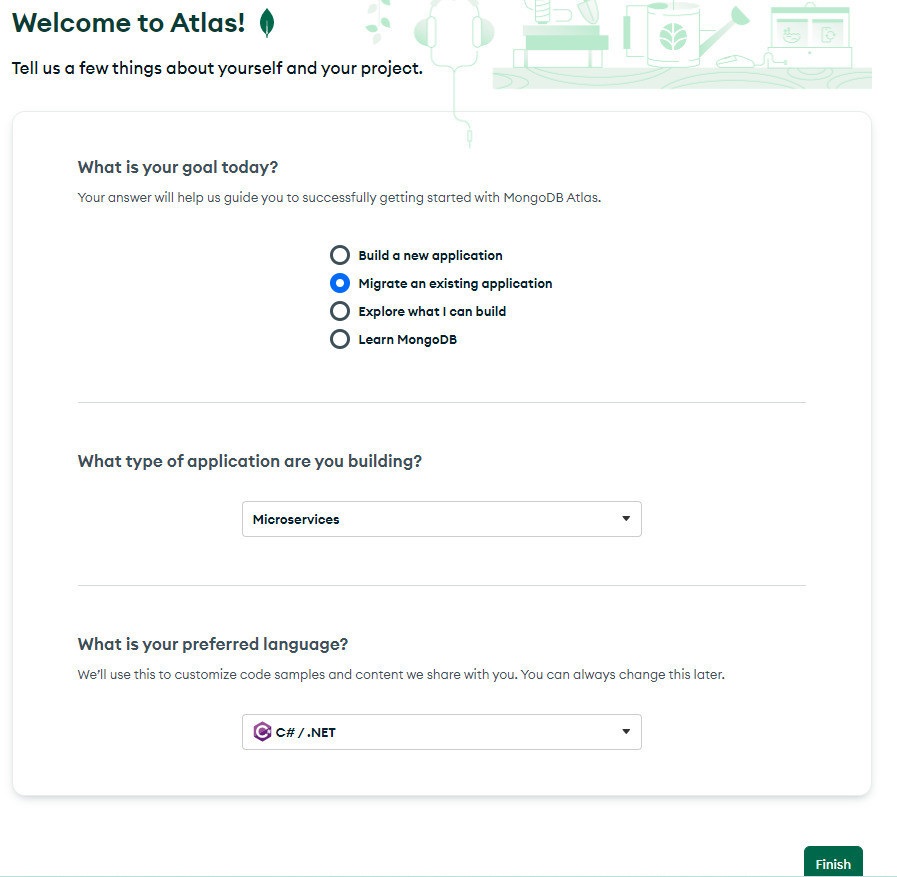 Welcome to Atlas!
Tell us a few things about yourself and your project.
What is your goal today?
Your answer will help us guide you to successfully getting started with MongoDB Atlas.
Build a new application
Migrate an existing application
Explore what I can build
Learn MongoDB
What type of application are you building?
Microservices
What is your preferred language?
We'll use this to customize code samples and content we share with you. You can always change this later.
C# / .NET
Finish